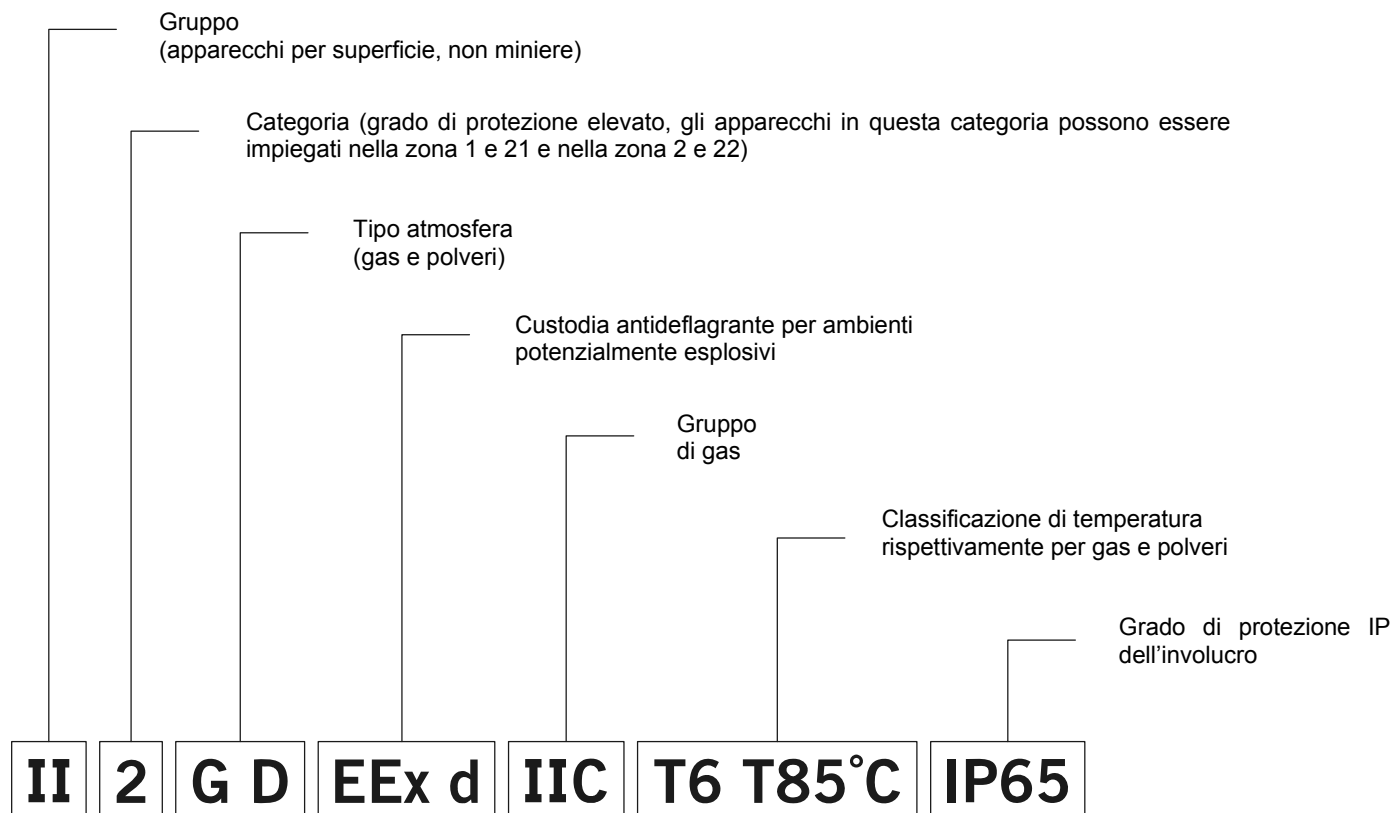 Gruppo
(apparecchi per superficie, non miniere)
Categoria (grado di protezione elevato, gli apparecchi in questa categoria possono essere
impiegati nella zona 1 e 21 e nella zona 2 e 22)
Tipo atmosfera
(gas e polveri)
Custodia antideflagrante per ambienti
potenzialmente esplosivi
Gruppo
di gas
Classificazione di temperatura
rispettivamente per gas e polveri
Grado di protezione IP
dell’involucro
II 2 G D EEx d IIC T6 T85°C IP65